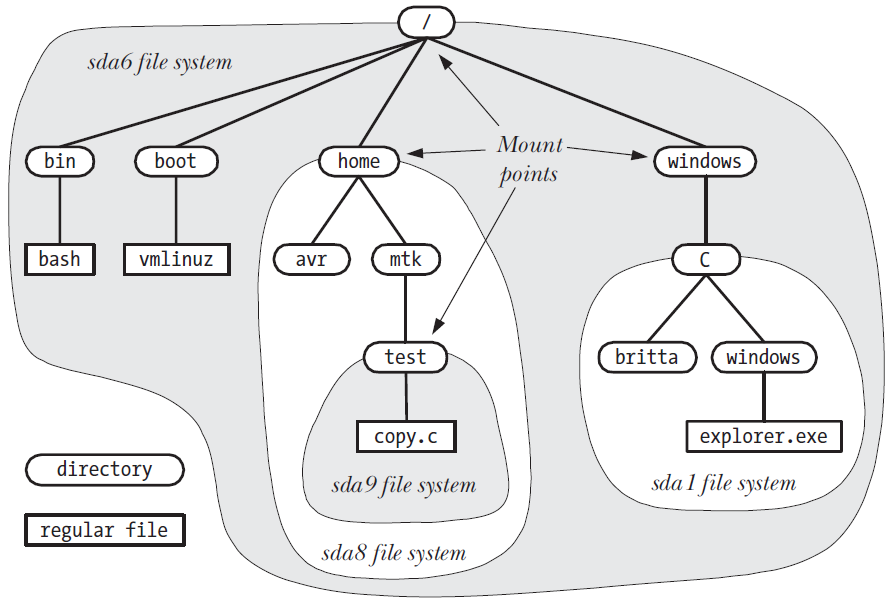 /
sda6 file system
Mount
points
bin
boot
home
windows
bash
vmlinuz
avr
mtk
C
test
britta
windows
copy.c
explorer.exe
directory
sda9 file system
sda1 file system
regular file
sda8 file system